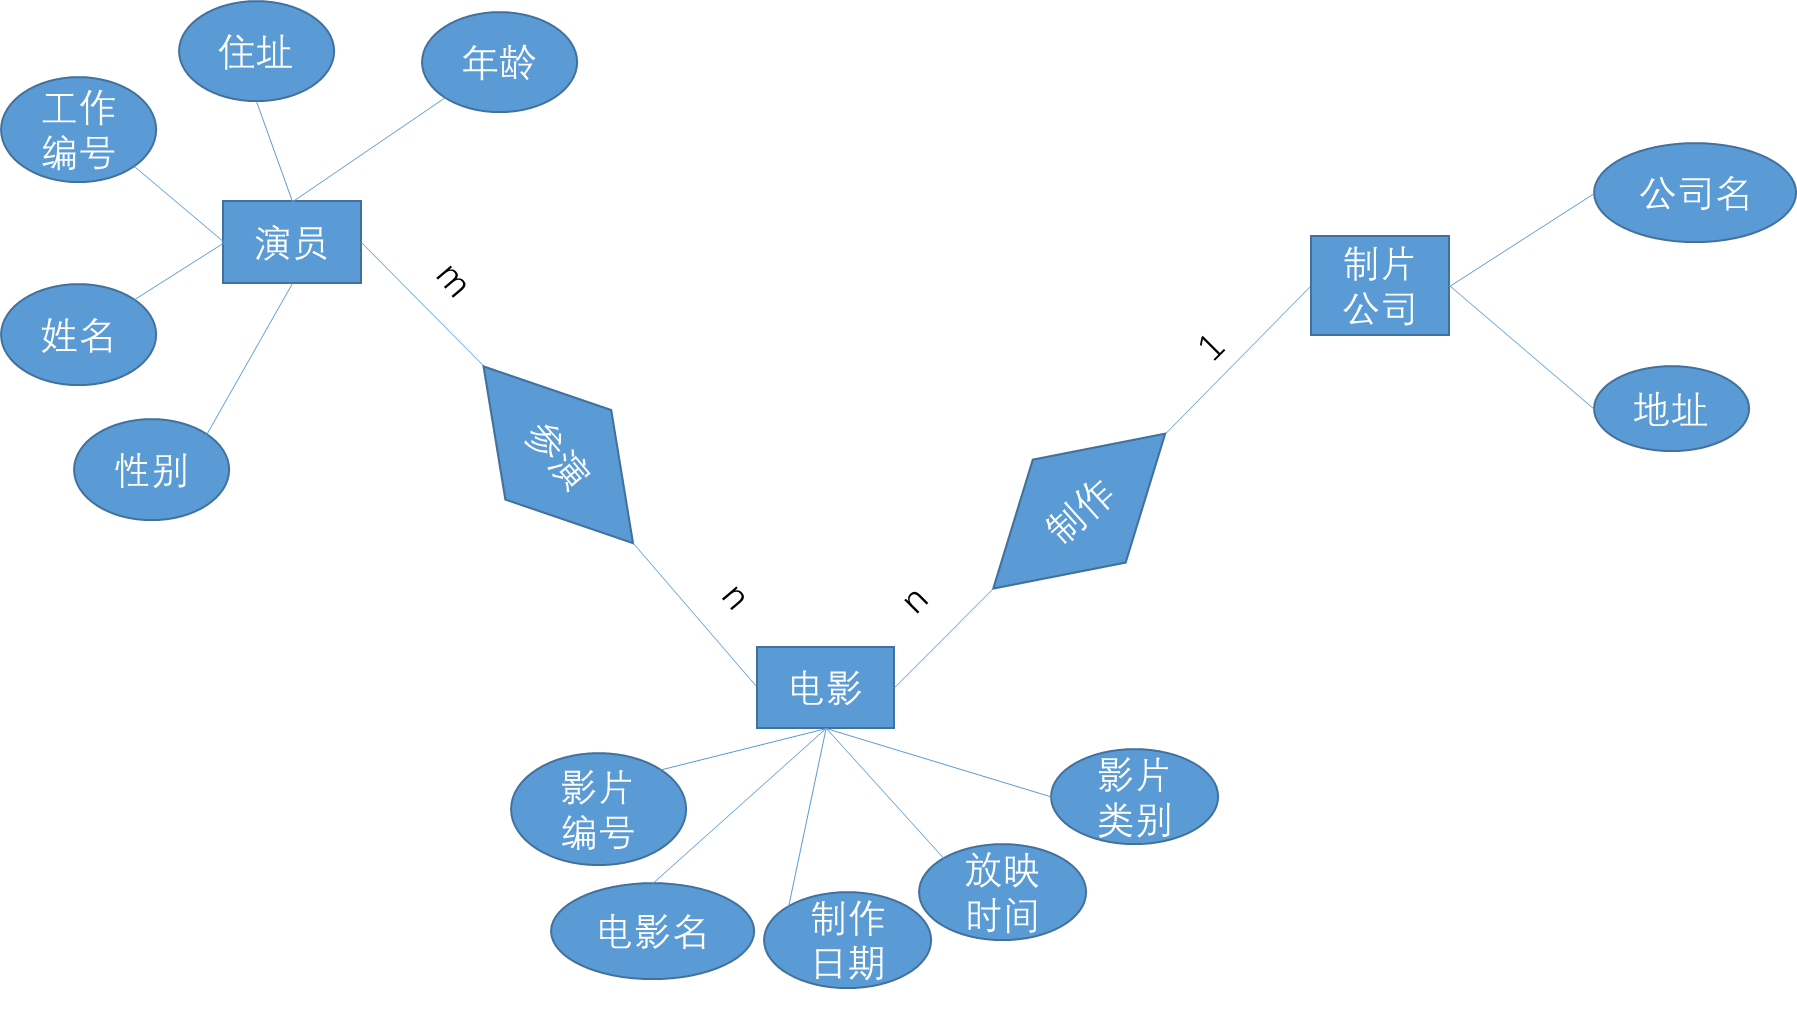 住址
年龄
工作
编号
公司名
演员
制片
公司
m
姓名
1
地址
参演
性别
制作
n
n
电影
影片
编号
影片
类别
放映
时间
电影名
制作
日期